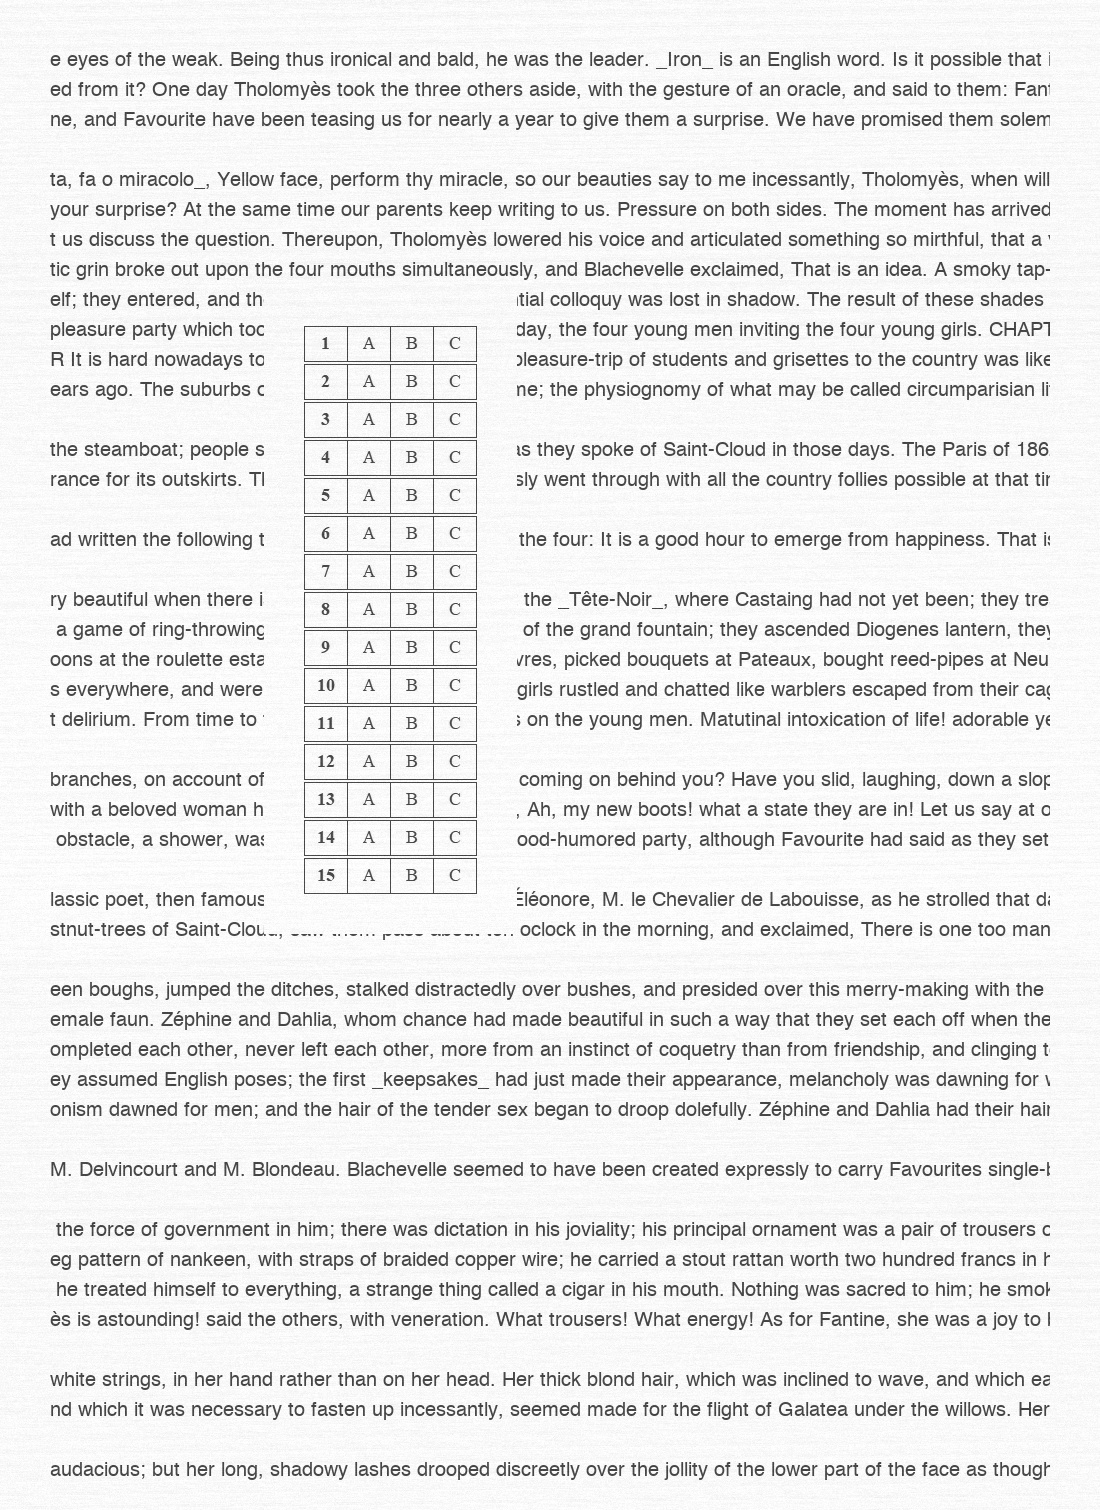 e eyes of the weak. Being thus ironical and bald, he was the leader. _Iron_ is an English word. Is it possible that
ed from it? One day Tholomyès took the three others aside, with the gesture of an oracle, and said to them: Fant
ne, and Favourite have been teasing us for nearly a year to give them a surprise. We have promised them solem
ta, fa o miracolo_, Yellow face, perform thy miracle, so our beauties say to me incessantly, Tholomyès, when will
your surprise? At the same time our parents keep writing to us. Pressure on both sides. The moment has arrived
t us discuss the question. Thereupon, Tholomyès lowered his voice and articulated something so mirthful, that a
tic grin broke out upon the four mouths simultaneously, and Blachevelle exclaimed, That is an idea. A smoky tap-
elf; they entered, and th tial colloquy was lost in shadow. The result of these shades
pleasure party which too day, the four young men inviting the four young girls. CHAPT
R It is hard nowadays to pleasure-trip of students and grisettes to the country was like
ears ago. The suburbs o me; the physiognomy of what may be called circumparisian li
the steamboat; people s as they spoke of Saint-Cloud in those days. The Paris of 186
rance for its outskirts. Th sly went through with all the country follies possible at that ti
ad written the following t the four: It is a good hour to emerge from happiness. That is
ry beautiful when there i the _Tête-Noir_, where Castaing had not yet been; they tre
a game of ring-throwing of the grand fountain; they ascended Diogenes lantern, they
oons at the roulette esta vres, picked bouquets at Pateaux, bought reed-pipes at Neu
s everywhere, and were girls rustled and chatted like warblers escaped from their cag
t delirium. From time to s on the young men. Matutinal intoxication of life! adorable ye
branches, on account of coming on behind you? Have you slid, laughing, down a slop
with a beloved woman h , Ah, my new boots! what a state they are in! Let us say at o
obstacle, a shower, was ood-humored party, although Favourite had said as they set
lassic poet, then famous Éléonore, M. le Chevalier de Labouisse, as he strolled that da
stnut-trees of Saint-Cloud, saw them pass about ten oclock in the morning, and exclaimed, There is one too man
1 A B C
2 A B C
3 A B C
4 A B C
5 A B C
6 A B C
7 A B C
8 A B C
9 A B C
10 A B C
11 A B C
12 A B C
13 A B C
14 A B C
15 A B C
een boughs, jumped the ditches, stalked distractedly over bushes, and presided over this merry-making with the
emale faun. Zéphine and Dahlia, whom chance had made beautiful in such a way that they set each off when the
ompleted each other, never left each other, more from an instinct of coquetry than from friendship, and clinging t
ey assumed English poses; the first _keepsakes_ had just made their appearance, melancholy was dawning for
onism dawned for men; and the hair of the tender sex began to droop dolefully. Zéphine and Dahlia had their hair
M. Delvincourt and M. Blondeau. Blachevelle seemed to have been created expressly to carry Favourites single-b
the force of government in him; there was dictation in his joviality; his principal ornament was a pair of trousers o
eg pattern of nankeen, with straps of braided copper wire; he carried a stout rattan worth two hundred francs in h
he treated himself to everything, a strange thing called a cigar in his mouth. Nothing was sacred to him; he smok
ès is astounding! said the others, with veneration. What trousers! What energy! As for Fantine, she was a joy to
white strings, in her hand rather than on her head. Her thick blond hair, which was inclined to wave, and which ea
nd which it was necessary to fasten up incessantly, seemed made for the flight of Galatea under the willows. Her
audacious; but her long, shadowy lashes drooped discreetly over the jollity of the lower part of the face as though